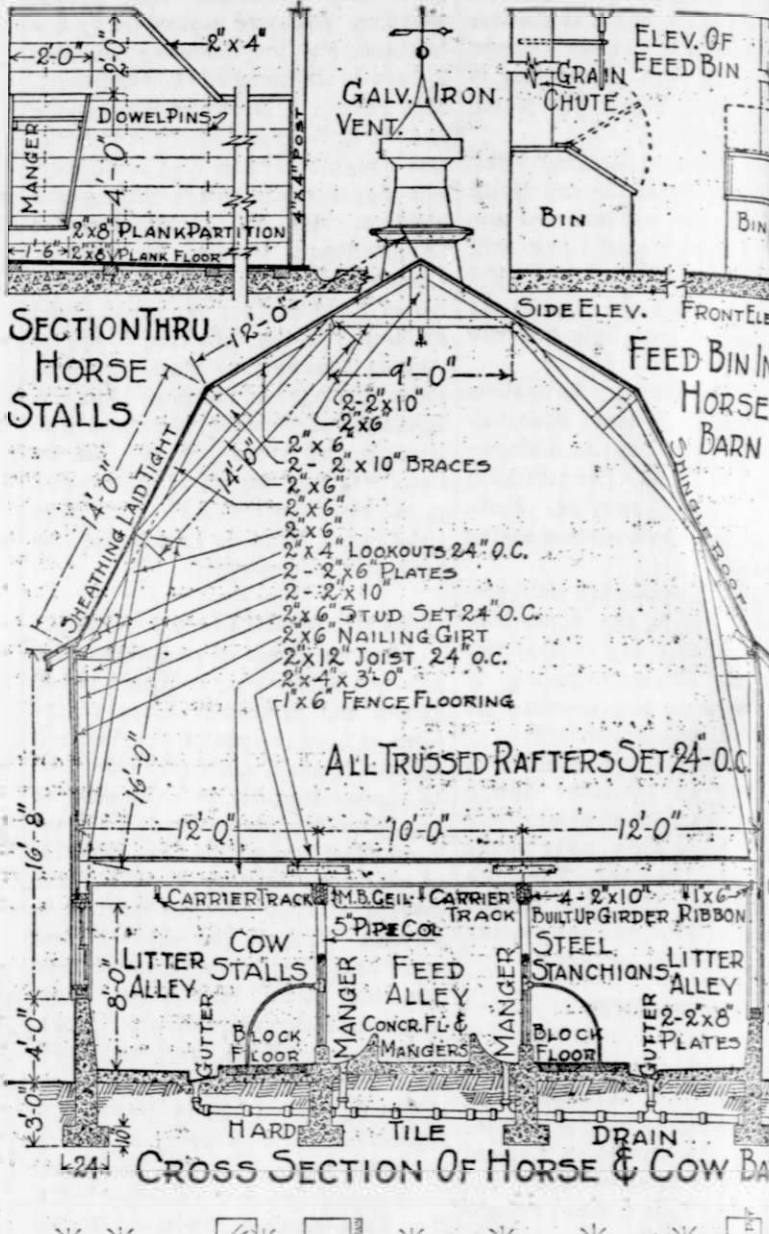 2'-0"
2'-0"
2"x4"
DOWEL PINS
MANGER
4'-0"
4"x4" POST
2"x8" PLANK PARTITION
1'-6"
2"x8" PLANK FLOOR
SECTION THRU
HORSE
STALLS
GALV. IRON
VENT
ELEV. OF
FEED BIN
GRAIN
CHUTE
BIN
BIN
SIDE ELEV.
FRONT ELE
FEED BIN IN
HORSE
BARN
12'-0"
9'-0"
2-2"x10"
2"x6"
14'-0"
14'-0"
SHEATHING LAID TIGHT
SHINGLE ROOF
2"x6"
2-2"x10" BRACES
2"x6"
2"x6"
2"x6"
2"x4" LOOKOUTS 24" O.C.
2-2"x6" PLATES
2-2"x10"
2"x6" STUD SET 24" O.C.
2"x6" NAILING GIRT
2"x12" JOIST 24" O.C.
2"x4"x3'-0"
1"x6" FENCE FLOORING
16'-0"
16'-8"
ALL TRUSSED RAFTERS SET 24"-O.C.
12'-0"
10'-0"
12'-0"
CARRIER TRACK
M.B. CEIL
CARRIER
TRACK
4-2"x10"
BUILT UP GIRDER
1"x6"
RIBBON
5" PIPE COL
LITTER
ALLEY
8'-0"
COW
STALLS
GUTTER
BLOCK
FLOOR
MANGER
FEED
ALLEY
CONCR. FL. &
MANGERS
MANGER
STEEL
STANCHIONS
BLOCK
FLOOR
GUTTER
LITTER
ALLEY
2-2"x8"
PLATES
4'-0"
3'-0"
10"
24"
HARD TILE DRAIN
CROSS SECTION OF HORSE & COW BA